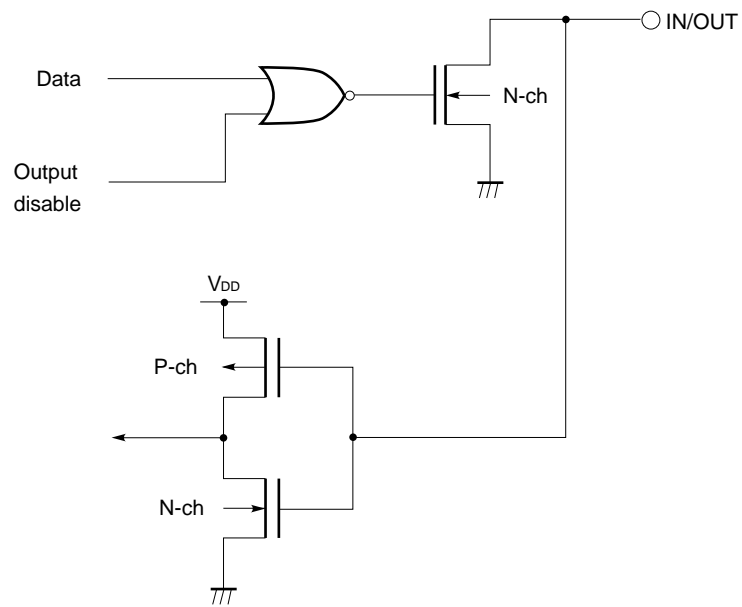 IN/OUT
Data
N-ch
Output
disable
VDD
P-ch
N-ch